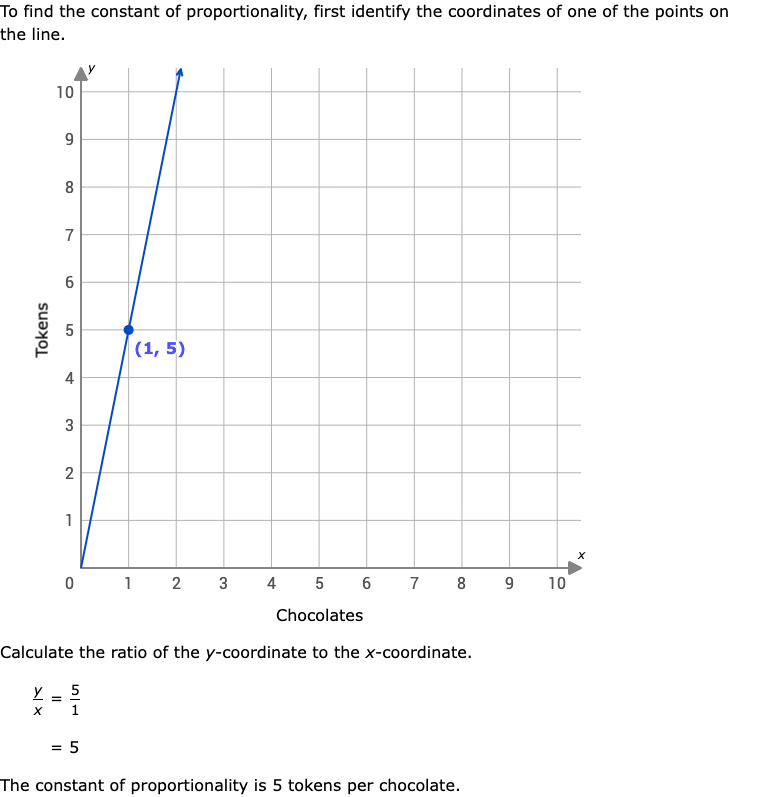 To find the constant of proportionality, first identify the coordinates of one of the points on
the line.
y
10
9
8
7
6
5
4
3
2
1
Tokens
(1, 5)
x
0 1 2 3 4 5 6 7 8 9 10
Chocolates
Calculate the ratio of the y-coordinate to the x-coordinate.
y/x = 5/1
= 5
The constant of proportionality is 5 tokens per chocolate.